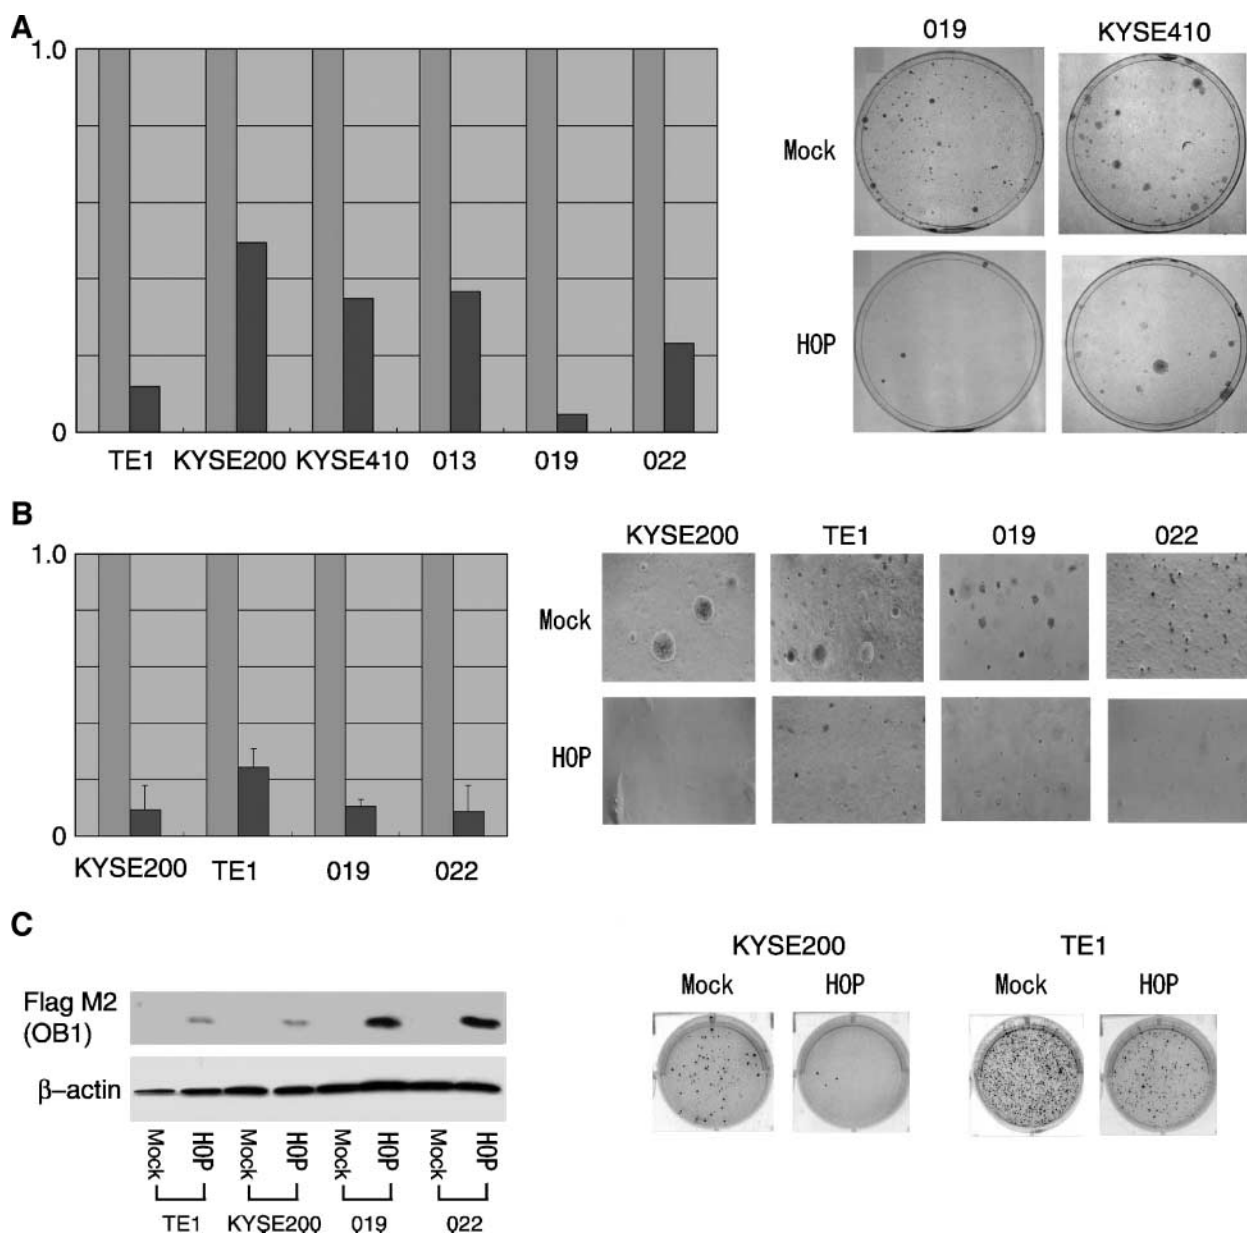 A
1.0
0
TE1 KYSE200 KYSE410 013 019 022
019 KYSE410
Mock
HOP
B
1.0
0
KYSE200 TE1 019 022
KYSE200 TE1 019 022
Mock
HOP
C
Flag M2
(OB1)
β–actin
Mock HOP Mock HOP Mock HOP Mock HOP
TE1 KYSE200 019 022
KYSE200 TE1
Mock HOP Mock HOP